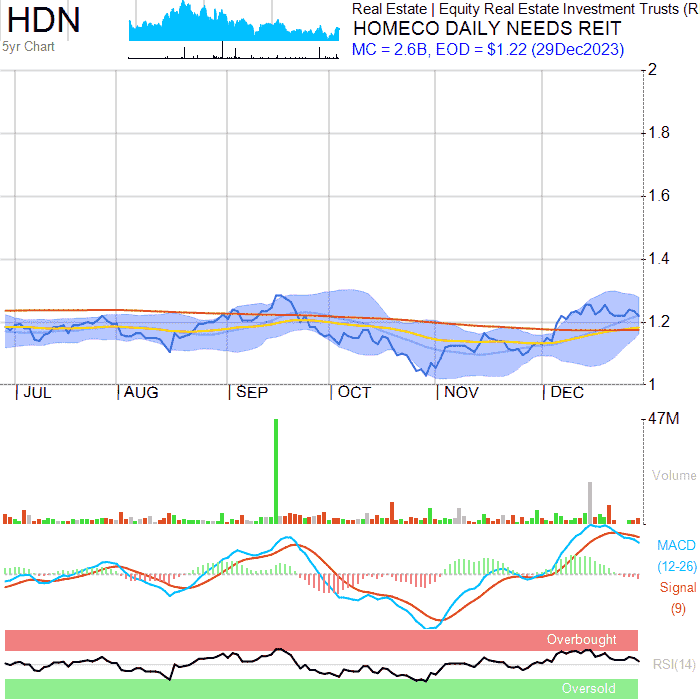 HDN
5yr Chart
Real Estate | Equity Real Estate Investment Trusts (R
HOMECO DAILY NEEDS REIT
MC = 2.6B, EOD = $1.22 (29Dec2023)
2
1.8
1.6
1.4
1.2
1
JUL AUG SEP OCT NOV DEC
47M
Volume
MACD
(12-26)
Signal
(9)
Overbought
RSI(14)
Oversold